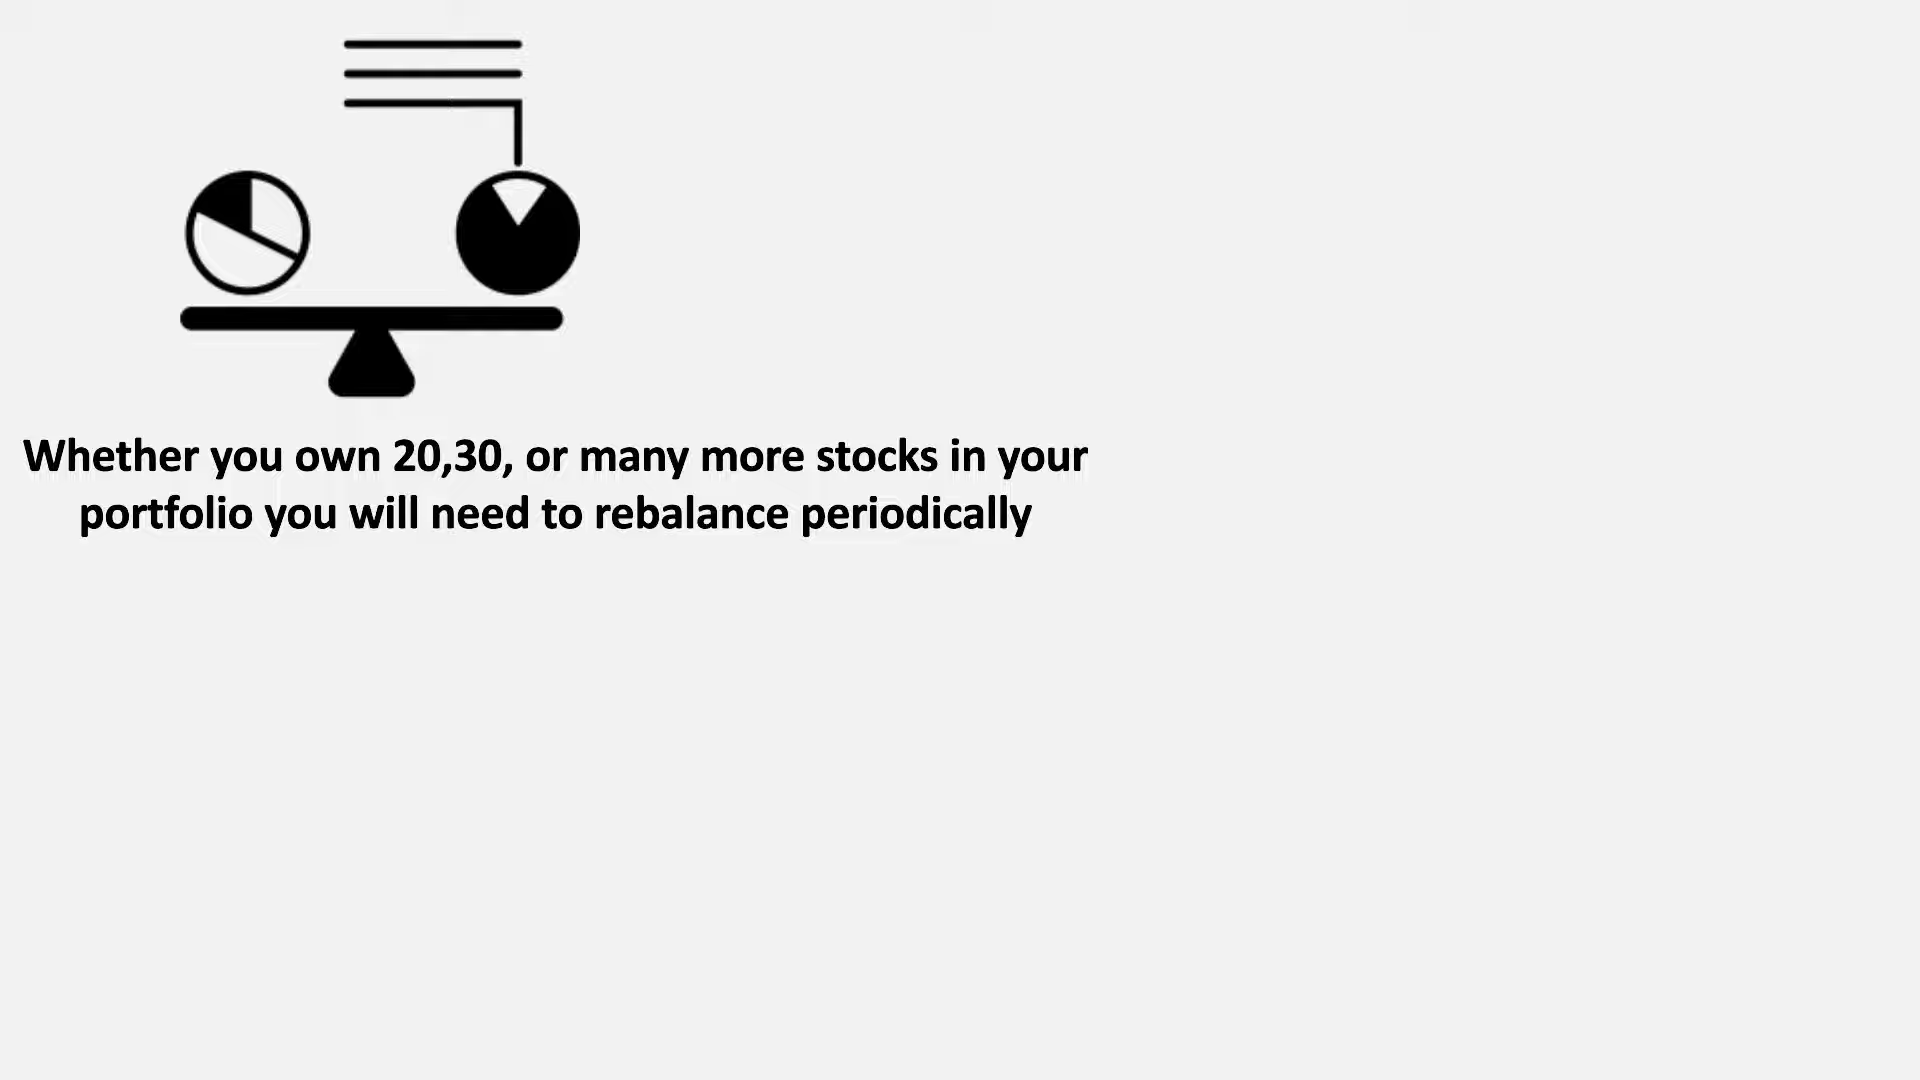 Whether you own 20,30, or many more stocks in your
portfolio you will need to rebalance periodically